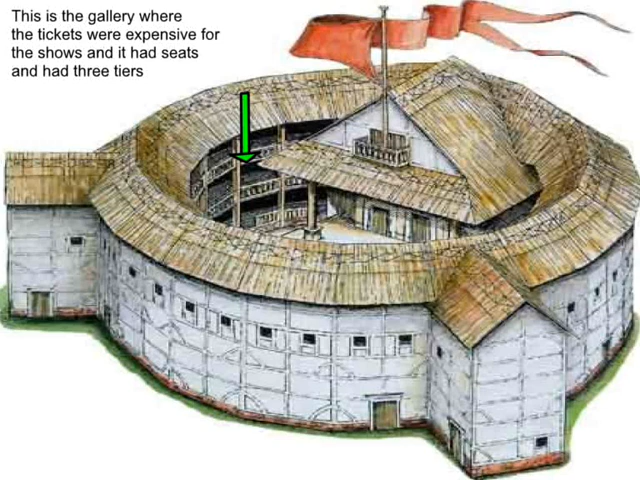 This is the gallery where
the tickets were expensive for
the shows and it had seats
and had three tiers